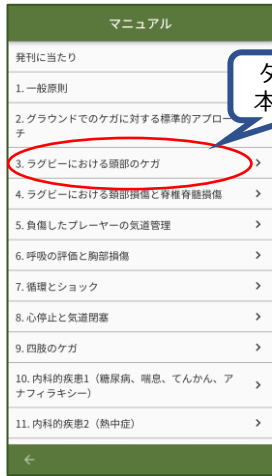 マニュアル
発刊に当たり
1. 一般原則
タ
本
2. グラウンドでのケガに対する標準的アプロー
チ
3. ラグビーにおける頭部のケガ
4. ラグビーにおける頚部損傷と脊椎脊髄損傷
5. 負傷したプレーヤーの気道管理
6. 呼吸の評価と胸部損傷
7. 循環とショック
8. 心停止と気道閉塞
9. 四肢のケガ
10. 内科的疾患1（糖尿病、喘息、てんかん、ア
ナフィラキシー）
11. 内科的疾患2（熱中症）